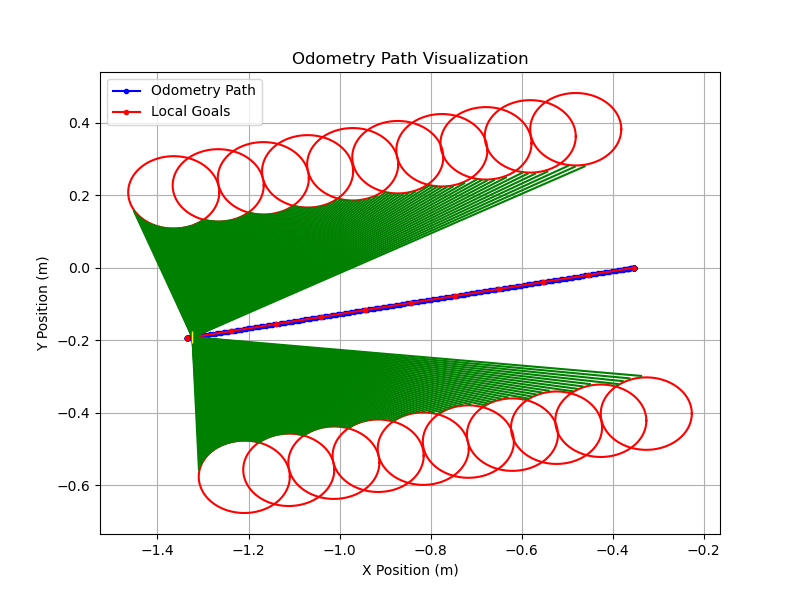 Odometry Path Visualization
Odometry Path
Local Goals
Y Position (m)
0.4
0.2
0.0
−0.2
−0.4
−0.6
−1.4
−1.2
−1.0
−0.8
−0.6
−0.4
−0.2
X Position (m)